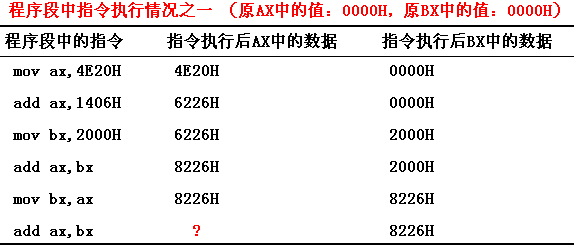 程序段中指令执行情况之一 （原AX中的值：0000H，原BX中的值：0000H）
程序段中的指令 指令执行后AX中的数据 指令执行后BX中的数据
mov ax,4E20H 4E20H 0000H
add ax,1406H 6226H 0000H
mov bx,2000H 6226H 2000H
add ax,bx 8226H 2000H
mov bx,ax 8226H 8226H
add ax,bx ？ 8226H